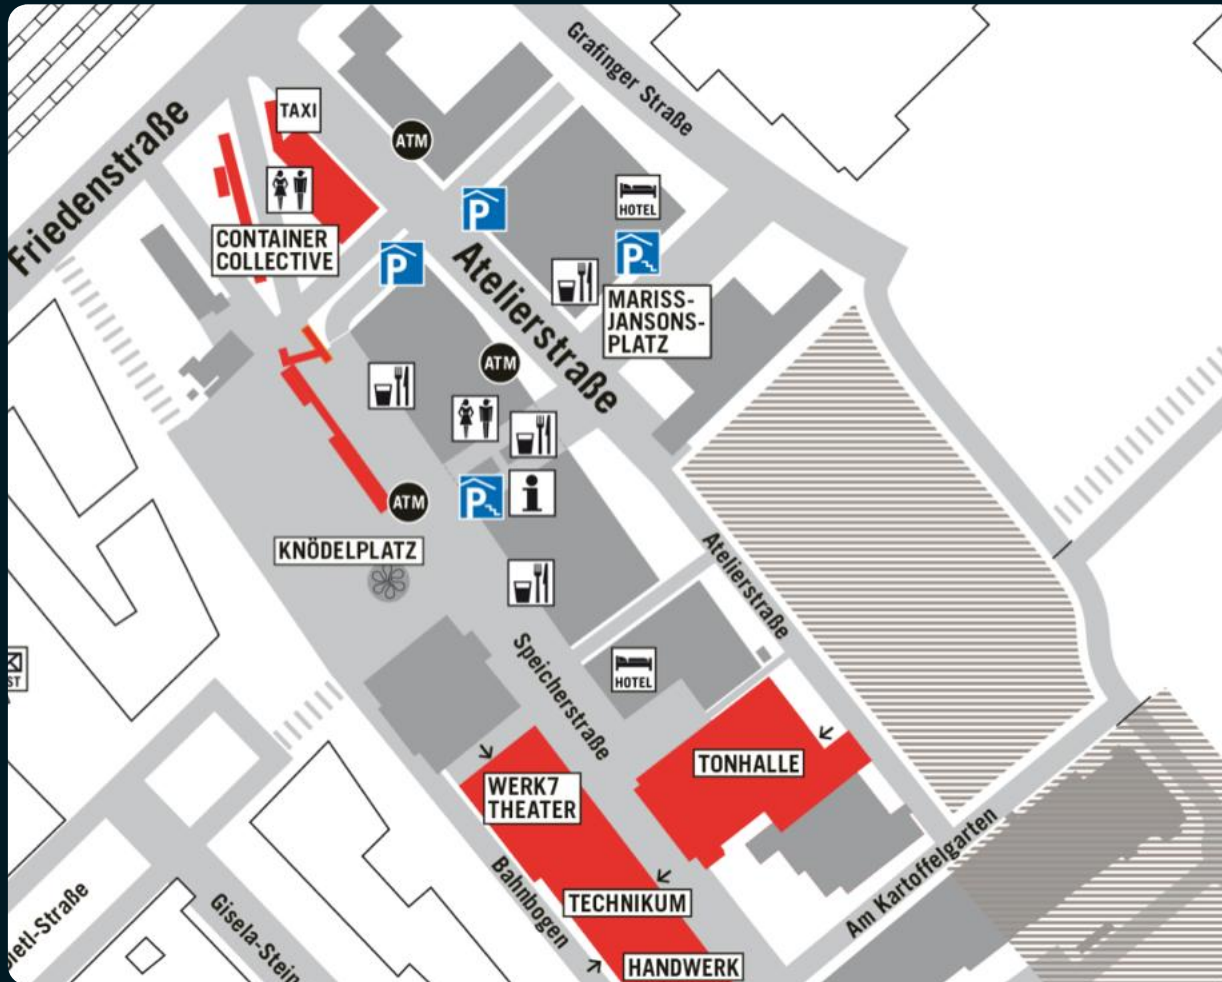 Grafinger Straße
TAXI
ATM
Friedenstraße
HOTEL
P
CONTAINER
COLLECTIVE
P
P
Atelierstraße
MARISS-
JANSONS-
PLATZ
ATM
P
i
ATM
KNÖDELPLATZ
Atelierstraße
Speicherstraße
HOTEL
ST
TONHALLE
WERK7
THEATER
Bahnbogen
TECHNIKUM
Am Kartoffelgarten
HANDWERK
Gisela-Stein